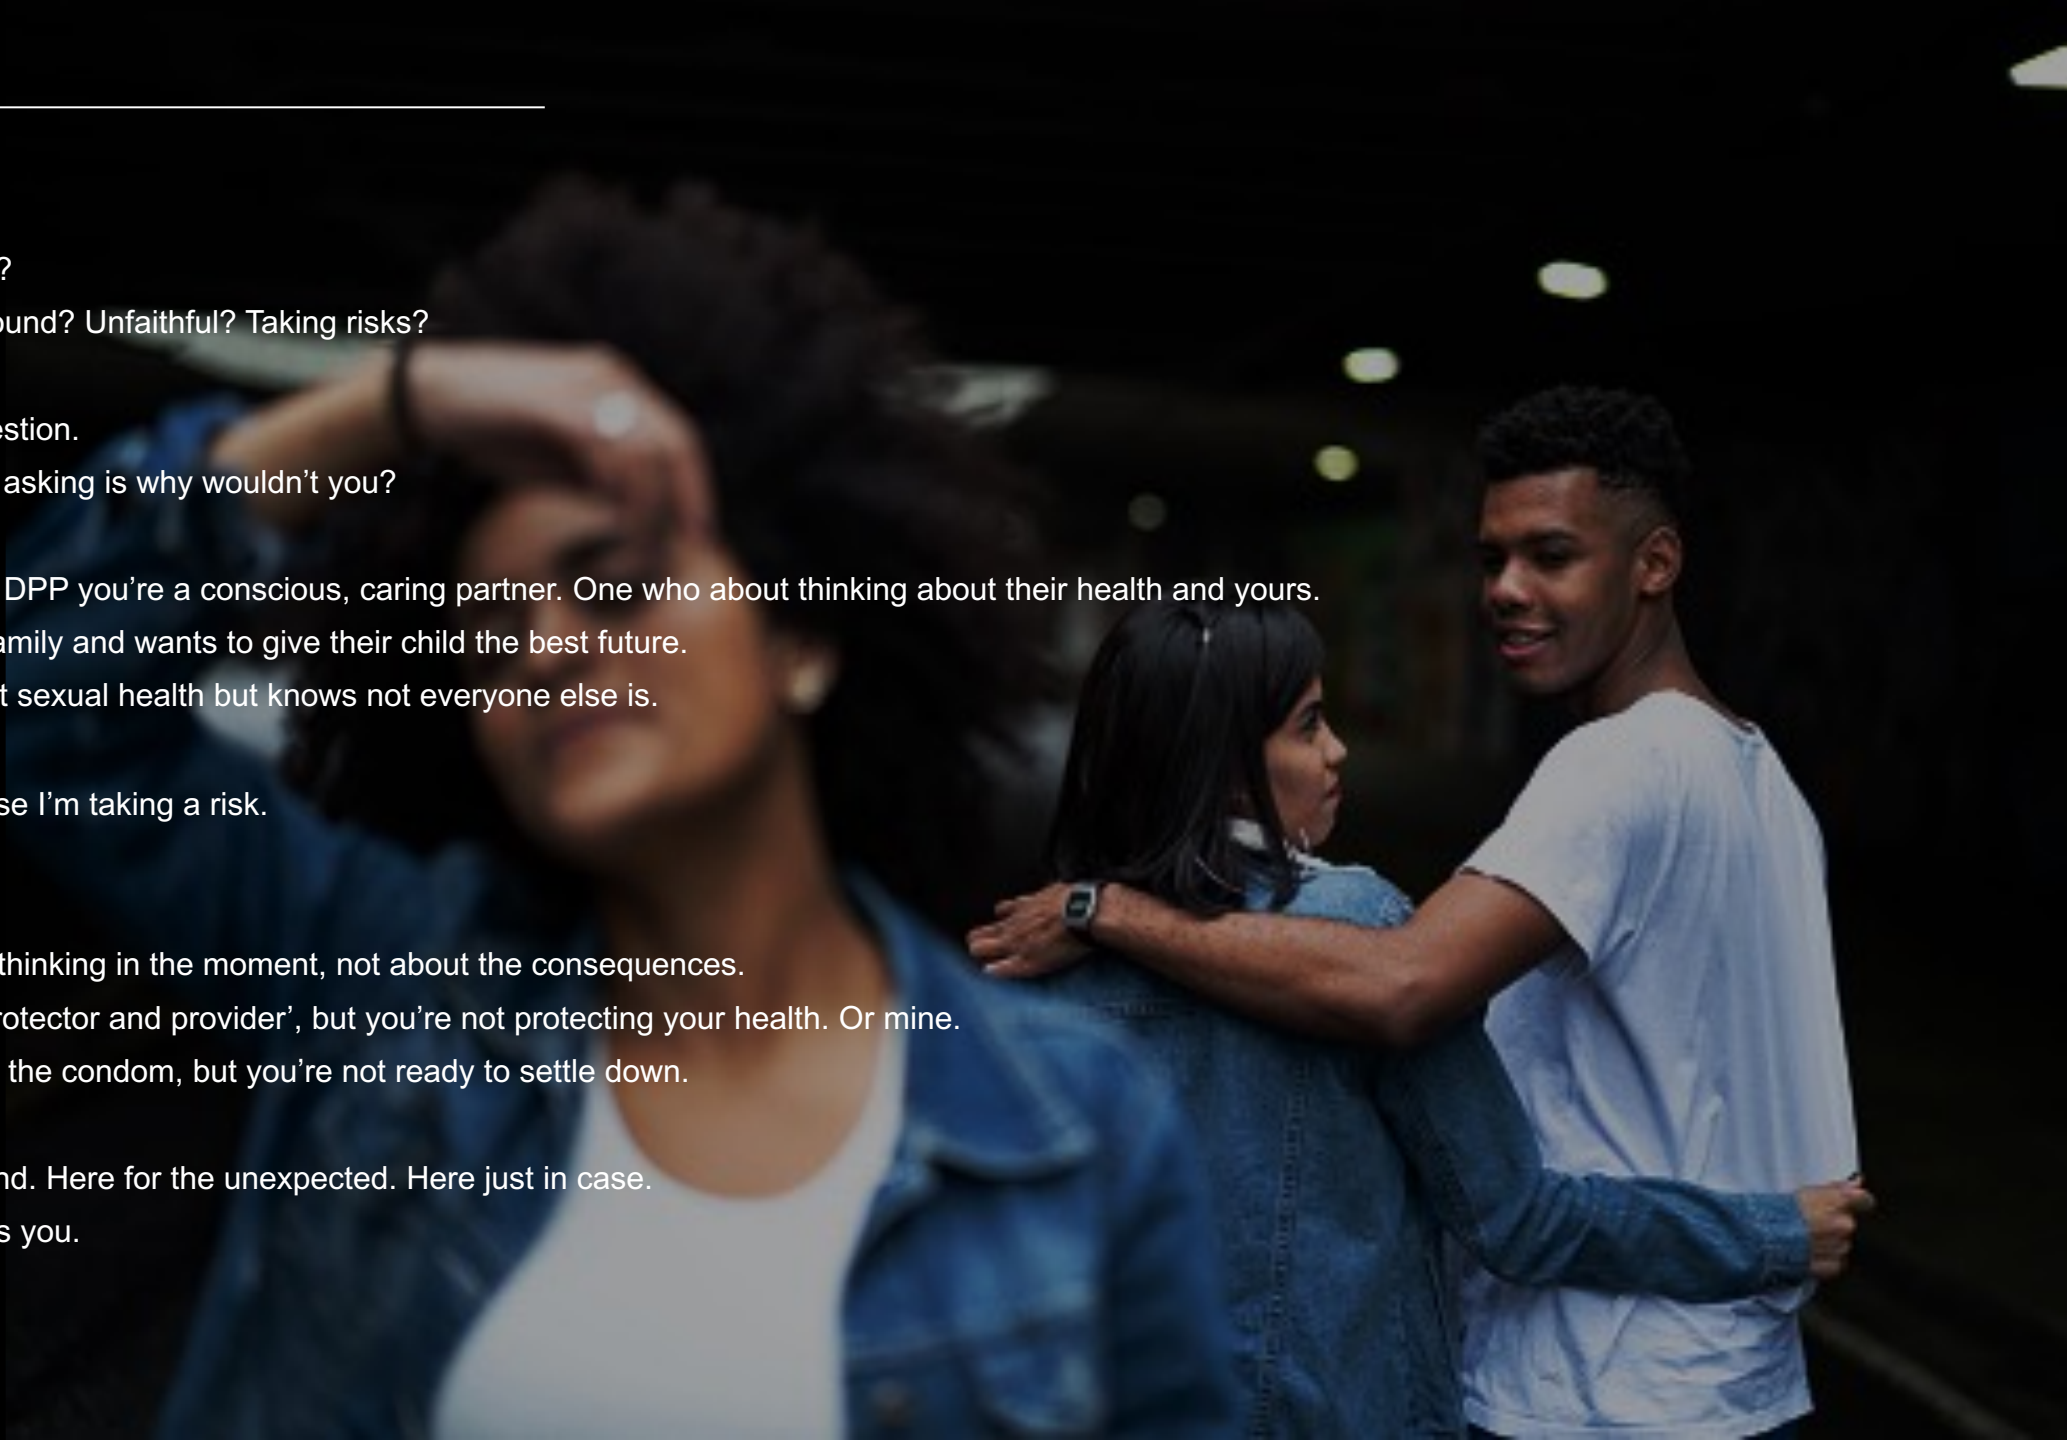 ?
ound? Unfaithful? Taking risks?
estion.
asking is why wouldn't you?
DPP you're a conscious, caring partner. One who about thinking about their health and yours.
amily and wants to give their child the best future.
t sexual health but knows not everyone else is.
se I'm taking a risk.
thinking in the moment, not about the consequences.
rotector and provider', but you're not protecting your health. Or mine.
the condom, but you're not ready to settle down.
nd. Here for the unexpected. Here just in case.
s you.